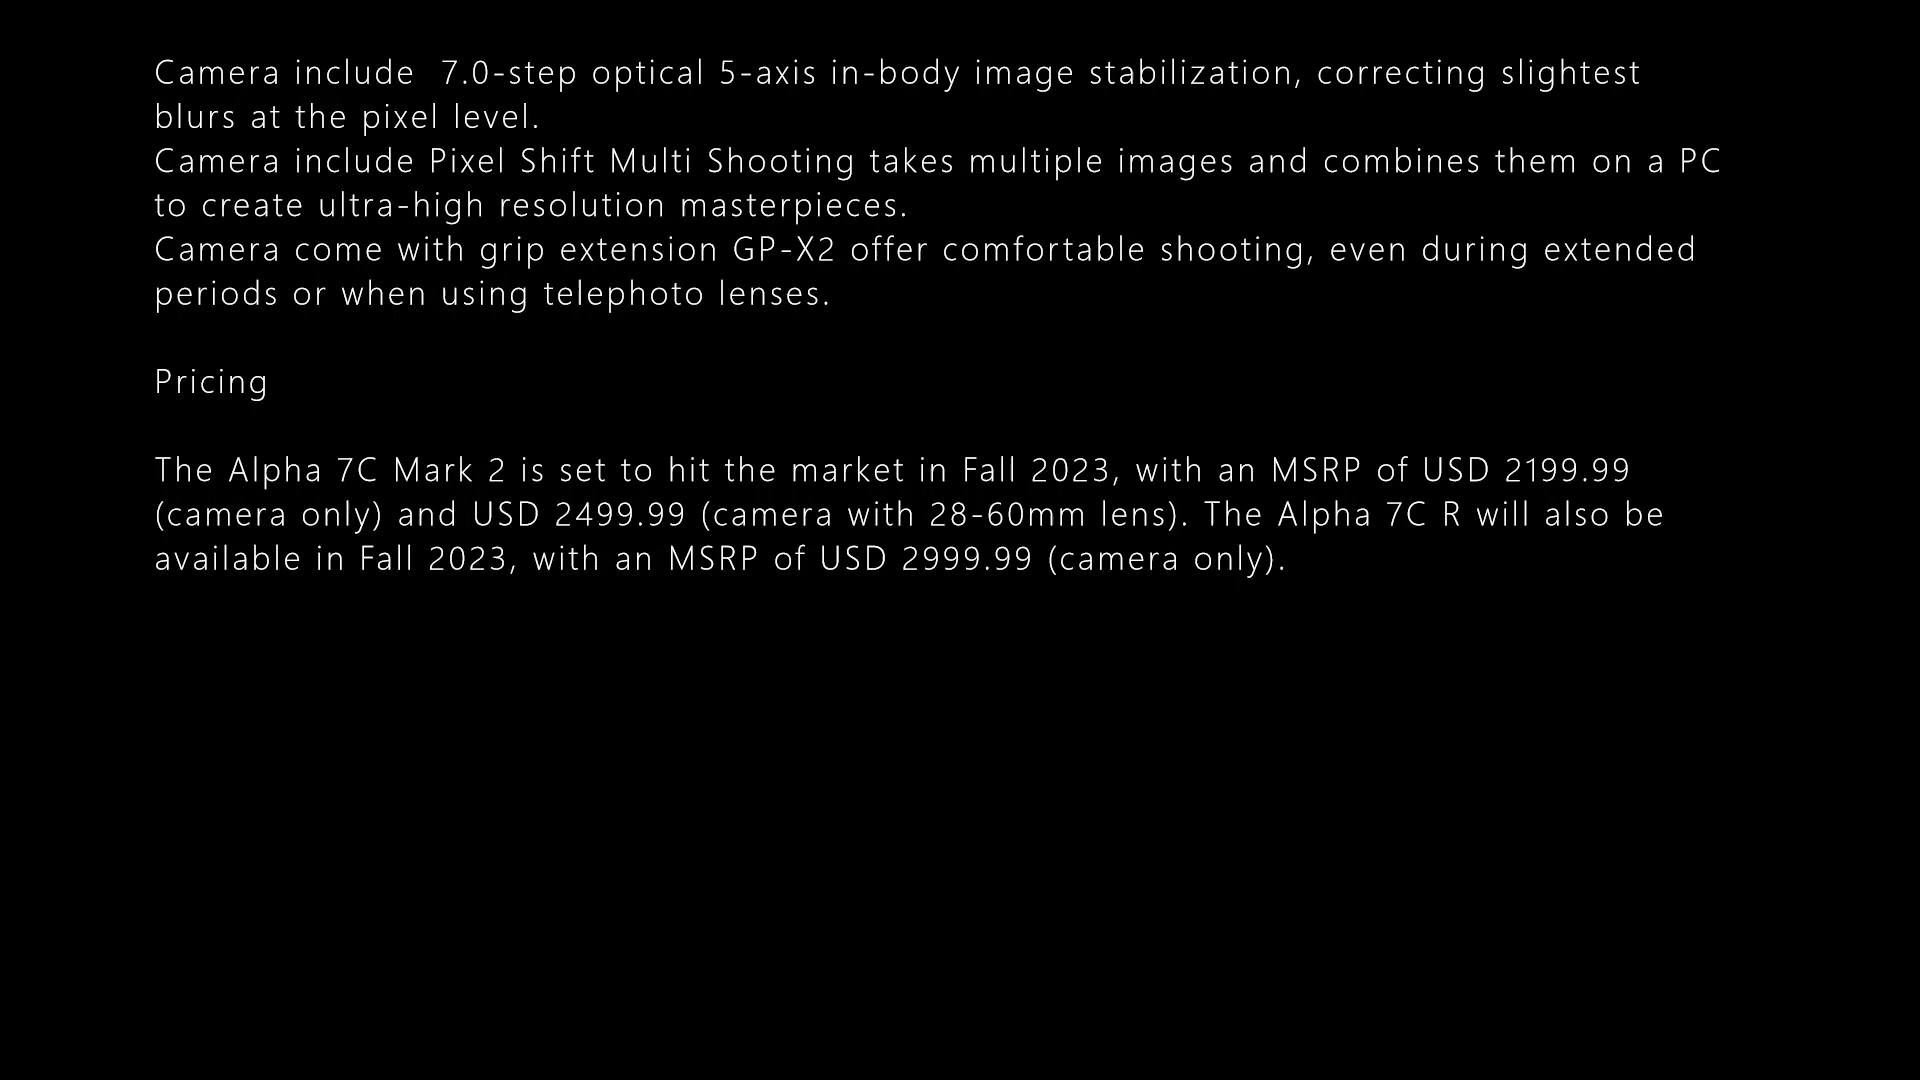 Camera include  7.0-step optical 5-axis in-body image stabilization, correcting slightest
blurs at the pixel level.
Camera include Pixel Shift Multi Shooting takes multiple images and combines them on a PC
to create ultra-high resolution masterpieces.
Camera come with grip extension GP-X2 offer comfortable shooting, even during extended
periods or when using telephoto lenses.
Pricing
The Alpha 7C Mark 2 is set to hit the market in Fall 2023, with an MSRP of USD 2199.99
(camera only) and USD 2499.99 (camera with 28-60mm lens). The Alpha 7C R will also be
available in Fall 2023, with an MSRP of USD 2999.99 (camera only).